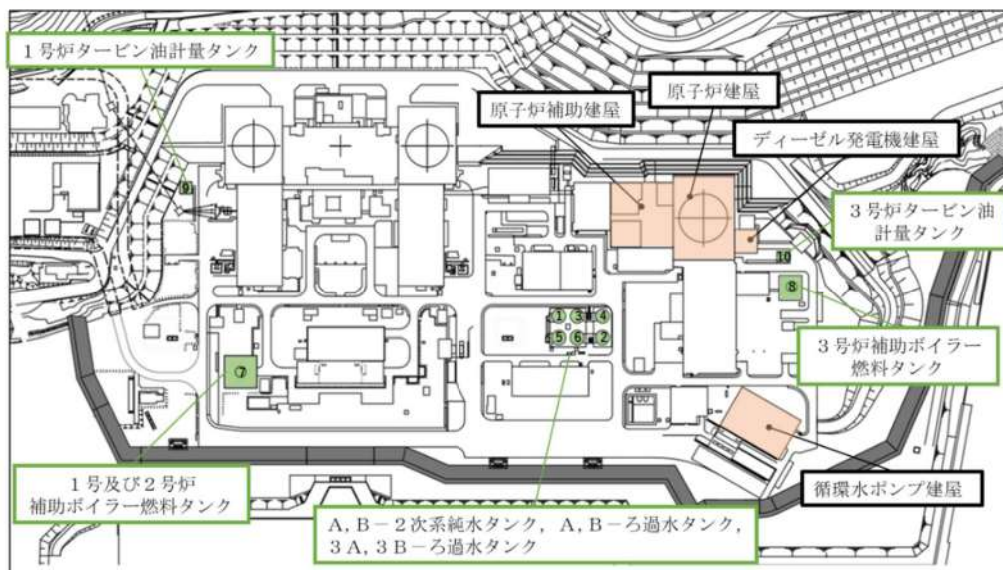 1号炉タービン油計量タンク
原子炉建屋
原子炉補助建屋
ディーゼル発電機建屋
3号炉タービン油
計量タンク
9
10
⑧
①③④
⑤⑥②
⑦
3号炉補助ボイラー
燃料タンク
1号及び2号炉
補助ボイラー燃料タンク
循環水ポンプ建屋
A, B-2次系純水タンク, A, B-ろ過水タンク,
3A, 3B-ろ過水タンク